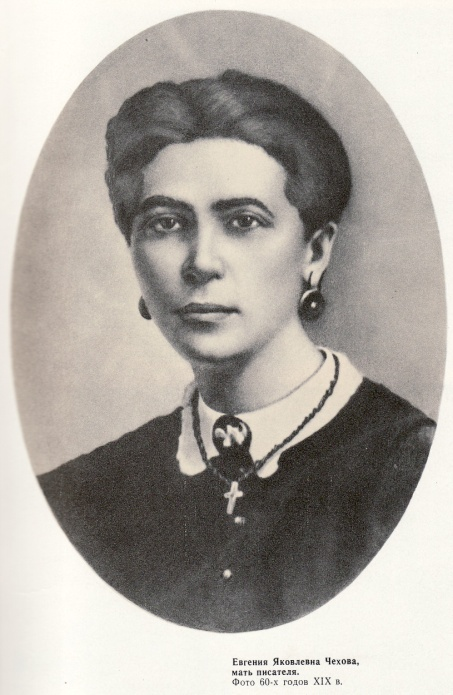 Евгения Яковлевна Чехова,
мать писателя.
Фото 60-х годов XIX в.